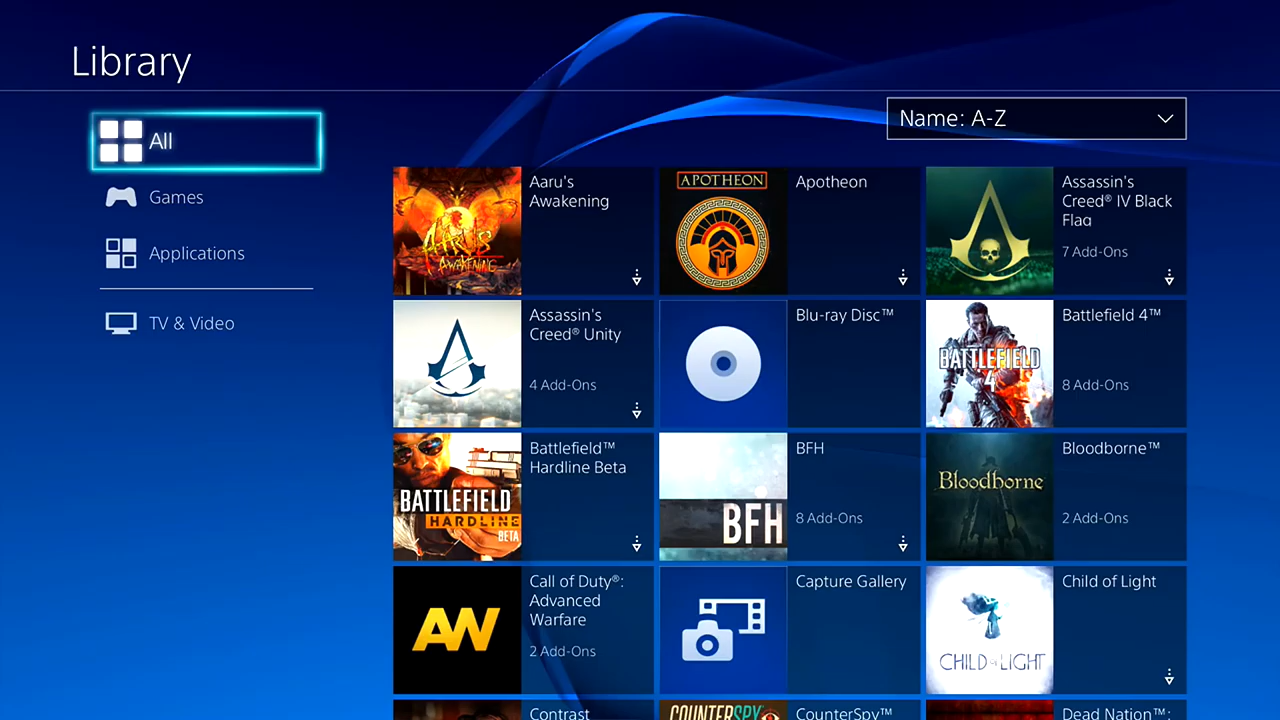 Library
All
Games
Applications
TV & Video
Name: A-Z
AARU'S
AWAKENING
Aaru's
Awakening
APOTHEON
Apotheon
Assassin's
Creed® IV Black
Flag
7 Add-Ons
Assassin's
Creed® Unity
4 Add-Ons
Blu-ray Disc™
BATTLEFIELD
4
Battlefield 4™
8 Add-Ons
BATTLEFIELD
HARDLINE
BETA
Battlefield™
Hardline Beta
BFH
BFH
8 Add-Ons
Bloodborne
Bloodborne™
2 Add-Ons
AW
Call of Duty®:
Advanced
Warfare
2 Add-Ons
Capture Gallery
CHILD of LIGHT
Child of Light
Contrast
COUNTERSPY
CounterSpy™
Dead Nation™: